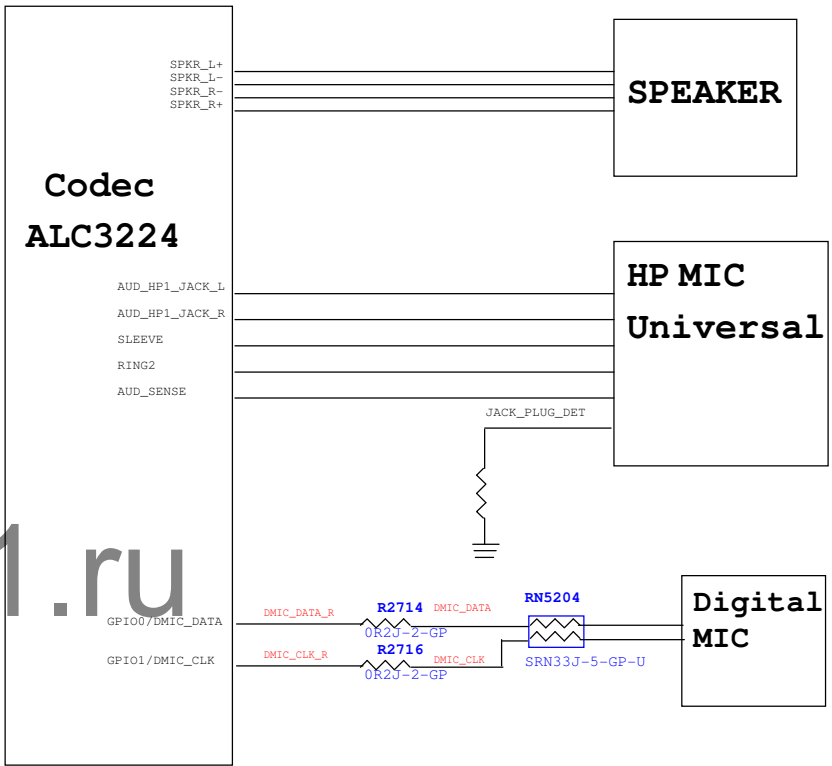 SPKR_L+
SPKR_L-
SPKR_R-
SPKR_R+
SPEAKER
Codec
ALC3224
HP MIC
Universal
AUD_HP1_JACK_L
AUD_HP1_JACK_R
SLEEVE
RING2
AUD_SENSE
JACK_PLUG_DET
1.ru
GPIO0/DMIC_DATA
DMIC_DATA_R
R2714
DMIC_DATA
0R2J-2-GP
RN5204
Digital
MIC
GPIO1/DMIC_CLK
DMIC_CLK_R
R2716
DMIC_CLK
0R2J-2-GP
SRN33J-5-GP-U